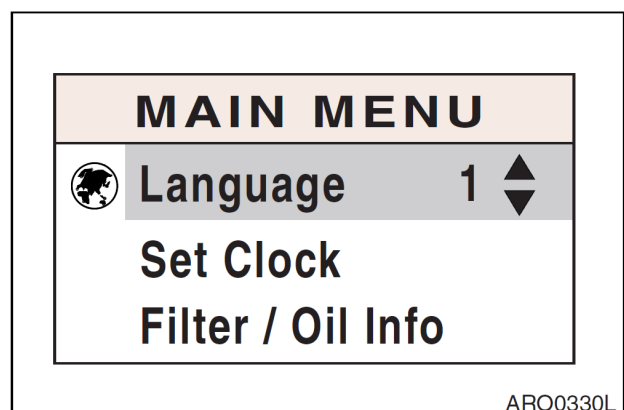 MAIN MENU
Language 1
Set Clock
Filter / Oil Info
ARO0330L